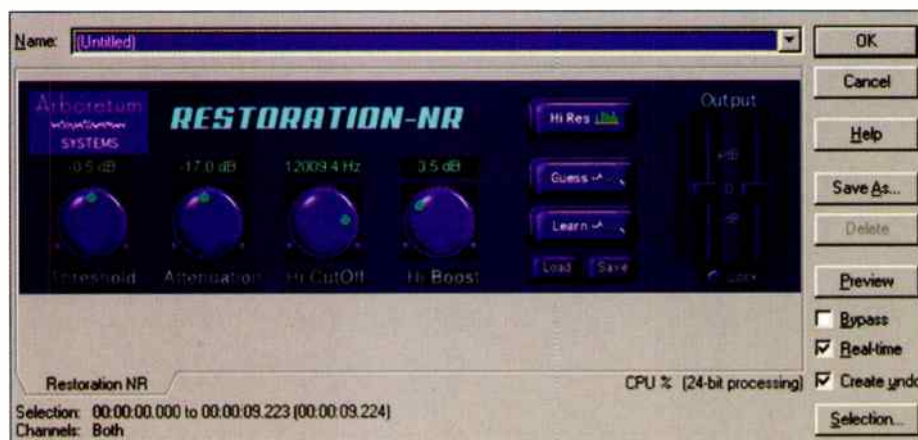 Name: (Untitled)
OK
Cancel
Help
Save As...
Delete
Preview
Bypass
Real-time
Create undo
Selection...
Arboretum
SYSTEMS
RESTORATION-NR
-0.5 dB
-17.0 dB
12009.4 Hz
3.5 dB
Threshold
Attenuation
Hi CutOff
Hi Boost
Hi Res
Guess
Learn
Load
Save
Output
0
dB
Restoration NR
CPU % (24-bit processing)
Selection: 00:00:00.000 to 00:00:09.223 (00:00:09.224)
Channels: Both